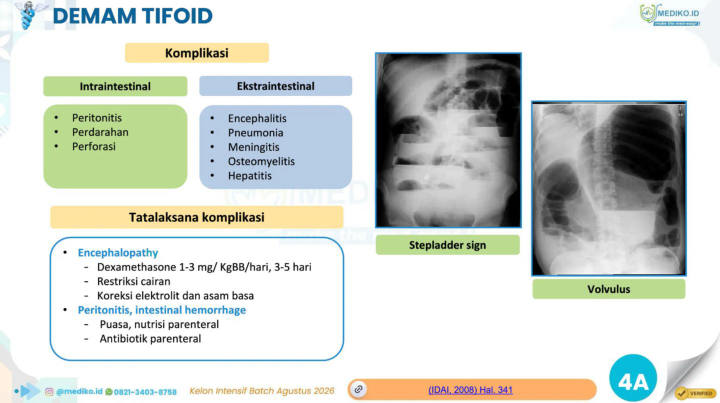 DEMAM TIFOID
MEDIKO.ID
Komplikasi
Intraintestinal
• Peritonitis
• Perdarahan
• Perforasi
Ekstraintestinal
• Encephalitis
• Pneumonia
• Meningitis
• Osteomyelitis
• Hepatitis
Tatalaksana komplikasi
• Encephalopathy
- Dexamethasone 1-3 mg/ KgBB/hari, 3-5 hari
- Restriksi cairan
- Koreksi elektrolit dan asam basa
• Peritonitis, intestinal hemorrhage
- Puasa, nutrisi parenteral
- Antibiotik parenteral
Stepladder sign
Volvulus
@mediko.id 0821-3403-8758
Kelon Intensif Batch Agustus 2026
(IDAI, 2008) Hal. 341
4A
VERIFIED